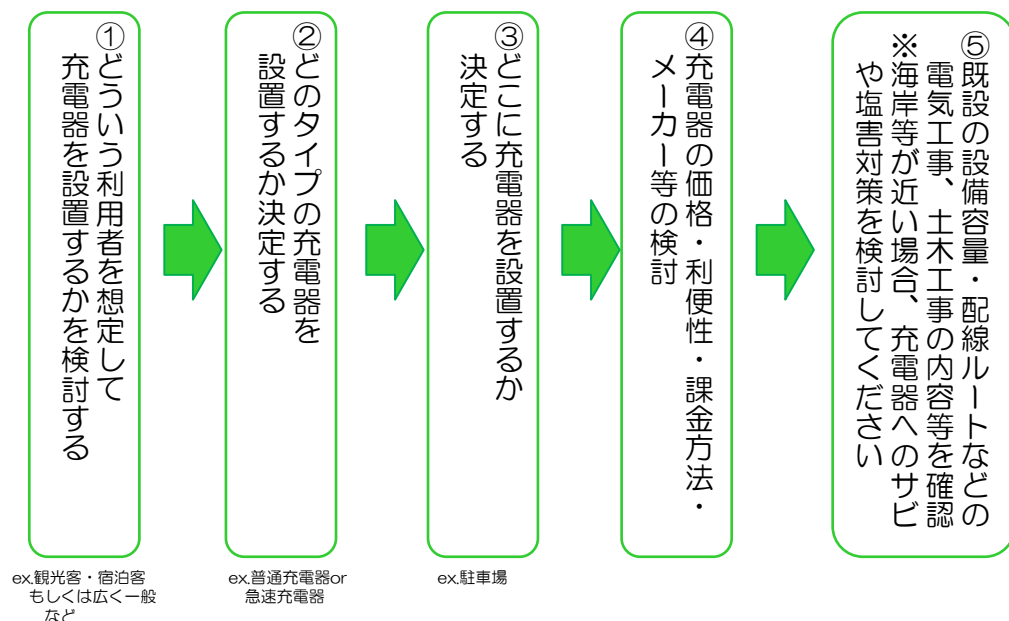 ①どういう利用者を想定して
充電器を設置するかを検討する
②どのタイプの充電器を
設置するか決定する
③どこに充電器を設置するか
決定する
④充電器の価格・利便性・課金方法・
メーカー等の検討
⑤既設の設備容量・配線ルートなどの
電気工事、土木工事の内容等を確認
※海岸等が近い場合、充電器へのサビ
や塩害対策を検討してください
ex.観光客・宿泊客
もしくは広く一般
など
ex.普通充電器or
急速充電器
ex.駐車場